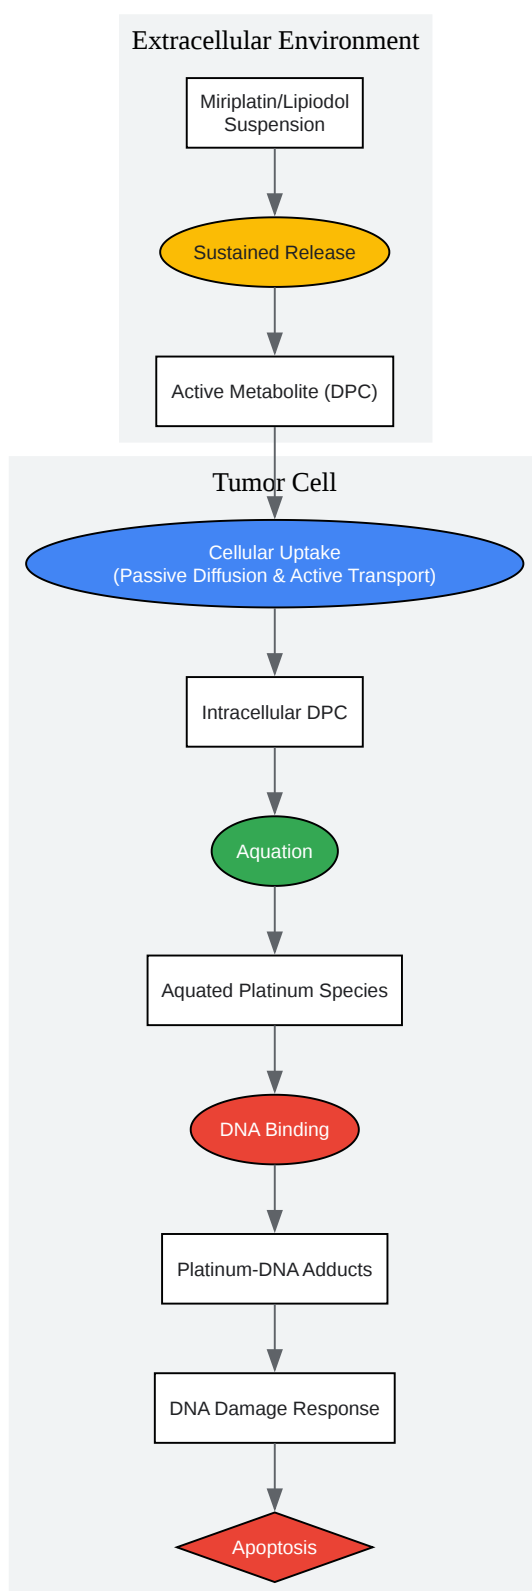 Extracellular Environment
Miriplatin/Lipiodol
Suspension
Sustained Release
Active Metabolite (DPC)
Tumor Cell
Cellular Uptake
(Passive Diffusion & Active Transport)
Intracellular DPC
Aquation
Aquated Platinum Species
DNA Binding
Platinum-DNA Adducts
DNA Damage Response
Apoptosis